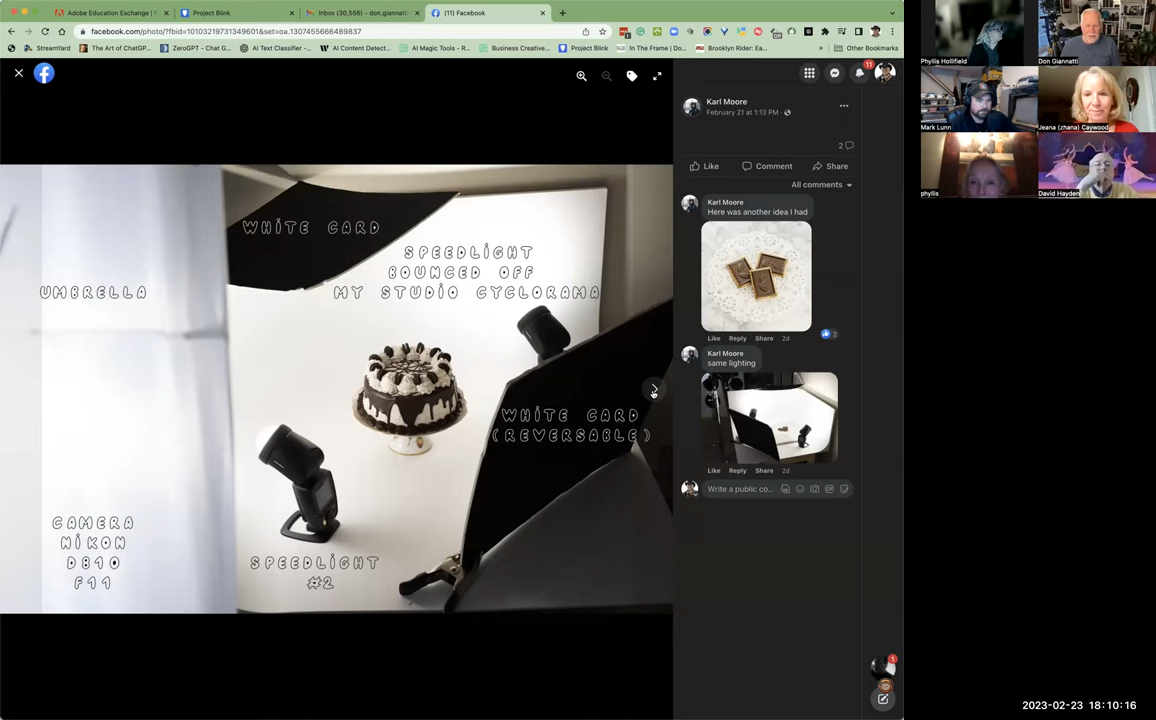 Adobe Education Exchange |
Project Blink
Inbox (30,556) - don.giannatti
(11) Facebook
facebook.com/photo/?fbid=10103219731349601&set=oa.1307455666489837
StreamYard
The Art of ChatGP...
ZeroGPT - Chat G...
AI Text Classifier -...
AI Content Detect...
AI Magic Tools - R...
Business Creative...
Project Blink
In The Frame | Do...
Brooklyn Rider: Ea...
Other Bookmarks
WHITE CARD
SPEEDLIGHT
BOUNCED OFF
MY STUDIO CYCLORAMA
UMBRELLA
WHITE CARD
(REVERSABLE)
CAMERA
NIKON
D810
F11
SPEEDLIGHT
#2
11
Karl Moore
February 21 at 1:13 PM ·
2
Like
Comment
Share
All comments
Karl Moore
Here was another idea I had
Like Reply Share 2d
2
Karl Moore
same lighting
Like Reply Share 2d
Write a public co...
1
Phyllis Hollifield
Don Giannatti
Mark Lunn
Jeana (zhana) Caywood
phyllis
David Hayden
2023-02-23 18:10:16